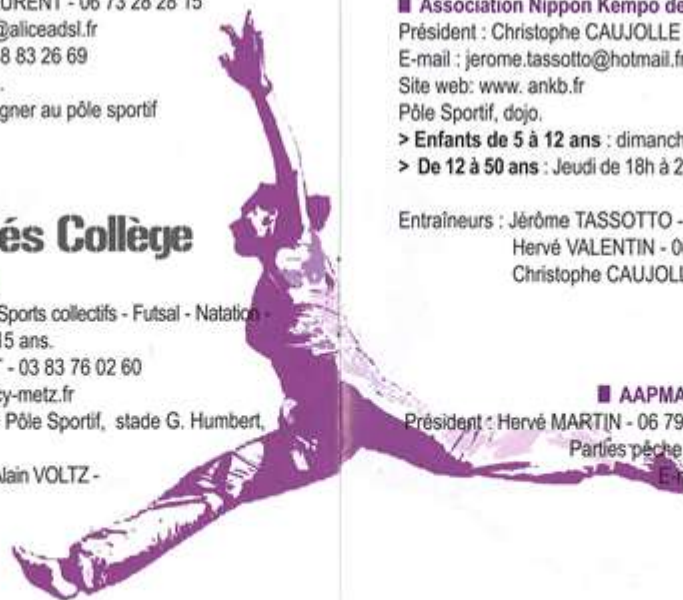 URENT - 06 73 28 28 15
@aliceadsl.fr
8 83 26 69
gner au pôle sportif
és Collège
Sports collectifs - Futsal - Natation -
15 ans.
- 03 83 76 02 60
cy-metz.fr
Pôle Sportif, stade G. Humbert,
Alain VOLTZ -
Association Nippon Kempo de
Président : Christophe CAUJOLLE
E-mail : jerome.tassotto@hotmail.fr
Site web: www. ankb.fr
Pôle Sportif, dojo.
> Enfants de 5 à 12 ans : dimanch
> De 12 à 50 ans : Jeudi de 18h à 2
Entraîneurs : Jérôme TASSOTTO -
Hervé VALENTIN - 0
Christophe CAUJOLL
AAPMA
Président : Hervé MARTIN - 06 79
Parties pêche